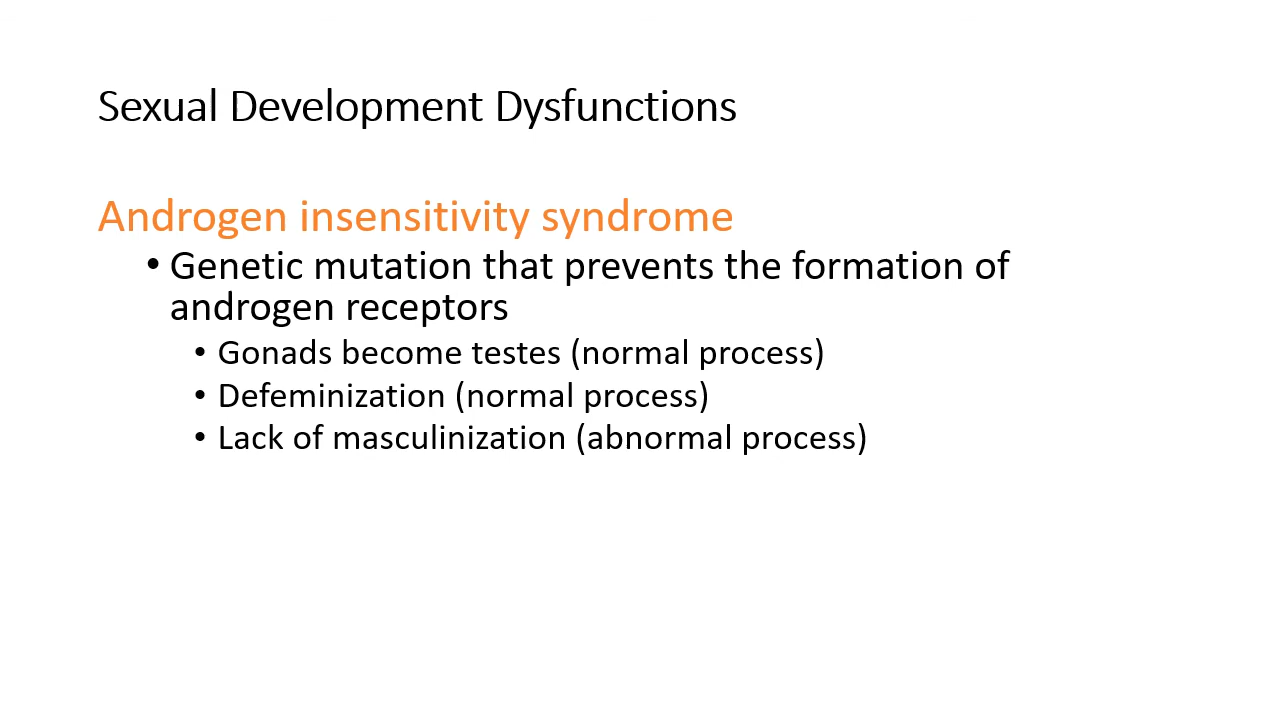 Sexual Development Dysfunctions
Androgen insensitivity syndrome
• Genetic mutation that prevents the formation of
androgen receptors
• Gonads become testes (normal process)
• Defeminization (normal process)
• Lack of masculinization (abnormal process)